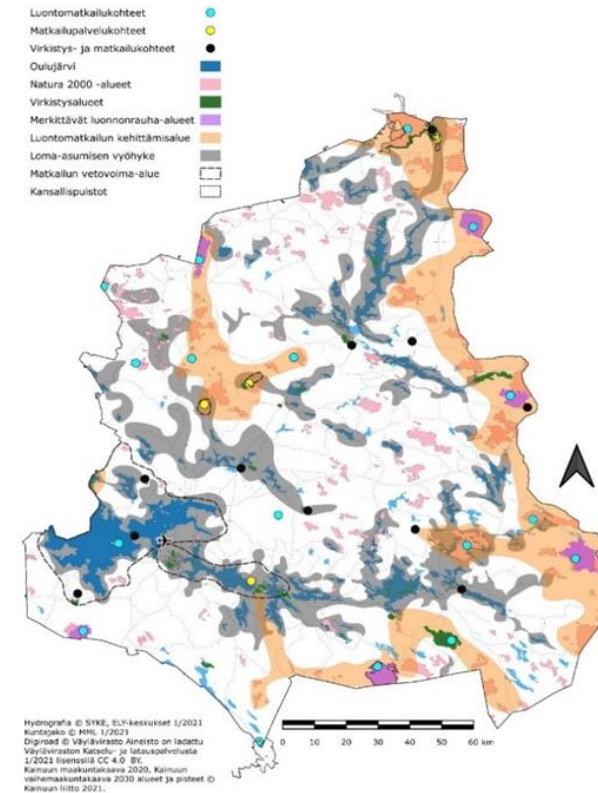 Luontomatkailukohteet
Matkailupalvelukohteet
Virkistys- ja matkailukohteet
Oulujärvi
Natura 2000 -alueet
Virkistysalueet
Merkittävät luonnonrauha-alueet
Luontomatkailun kehittämisalue
Loma-asumisen vyöhyke
Matkailun vetovoima-alue
Kansallispuistot
Hydrografia © SYKE, ELY-keskukset 1/2021
Kuntajako © MML 1/2021
Digiroad © Väylävirasto Aineisto on ladattu
Väyläviraston Katselu- ja latauspalvelusta
1/2021 lisenssillä CC 4.0 BY.
Kainuun maakuntakaava 2020, Kainuun
vaihemaakuntakaava 2030 alueet ja pisteet ©
Kainuun liitto 2021.
0 10 20 30 40 50 60 km